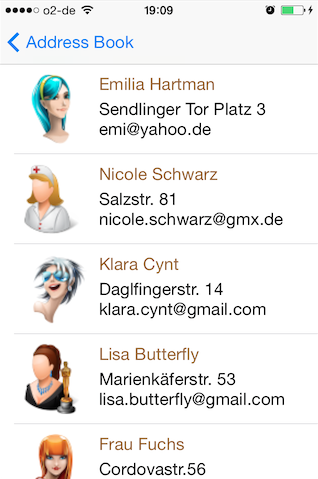 o2-de 19:09
Address Book
Emilia Hartman
Sendlinger Tor Platz 3
emi@yahoo.de
Nicole Schwarz
Salzstr. 81
nicole.schwarz@gmx.de
Klara Cynt
Daglfingerstr. 14
klara.cynt@gmail.com
Lisa Butterfly
Marienkäferstr. 53
lisa.butterfly@gmail.com
Frau Fuchs
Cordovastr.56